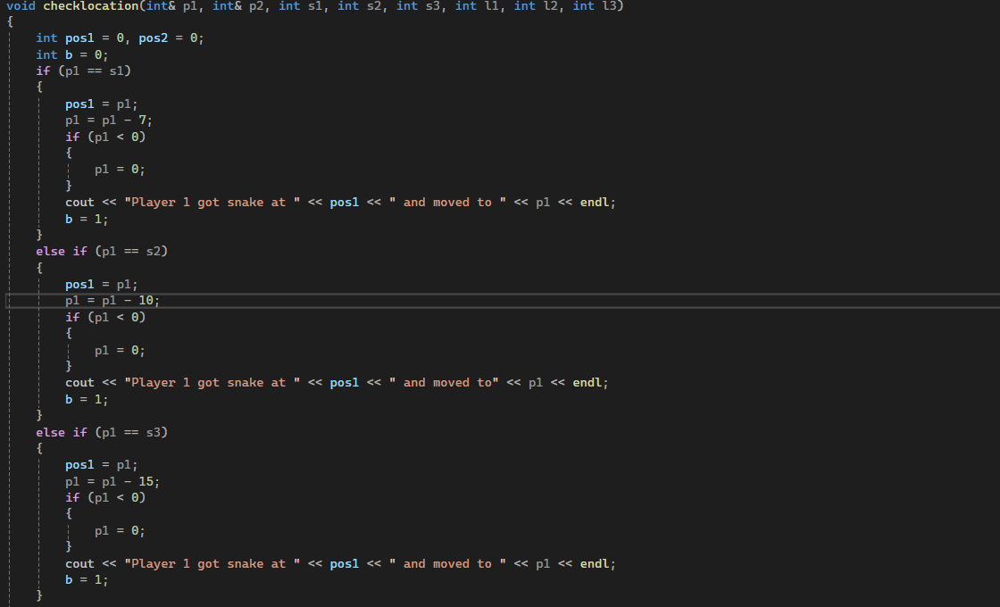 void checklocation(int& p1, int& p2, int s1, int s2, int s3, int l1, int l2, int l3)
{
    int pos1 = 0, pos2 = 0;
    int b = 0;
    if (p1 == s1)
    {
        pos1 = p1;
        p1 = p1 - 7;
        if (p1 < 0)
        {
            p1 = 0;
        }
        cout << "Player 1 got snake at " << pos1 << " and moved to " << p1 << endl;
        b = 1;
    }
    else if (p1 == s2)
    {
        pos1 = p1;
        p1 = p1 - 10;
        if (p1 < 0)
        {
            p1 = 0;
        }
        cout << "Player 1 got snake at " << pos1 << " and moved to" << p1 << endl;
        b = 1;
    }
    else if (p1 == s3)
    {
        pos1 = p1;
        p1 = p1 - 15;
        if (p1 < 0)
        {
            p1 = 0;
        }
        cout << "Player 1 got snake at " << pos1 << " and moved to " << p1 << endl;
        b = 1;
    }